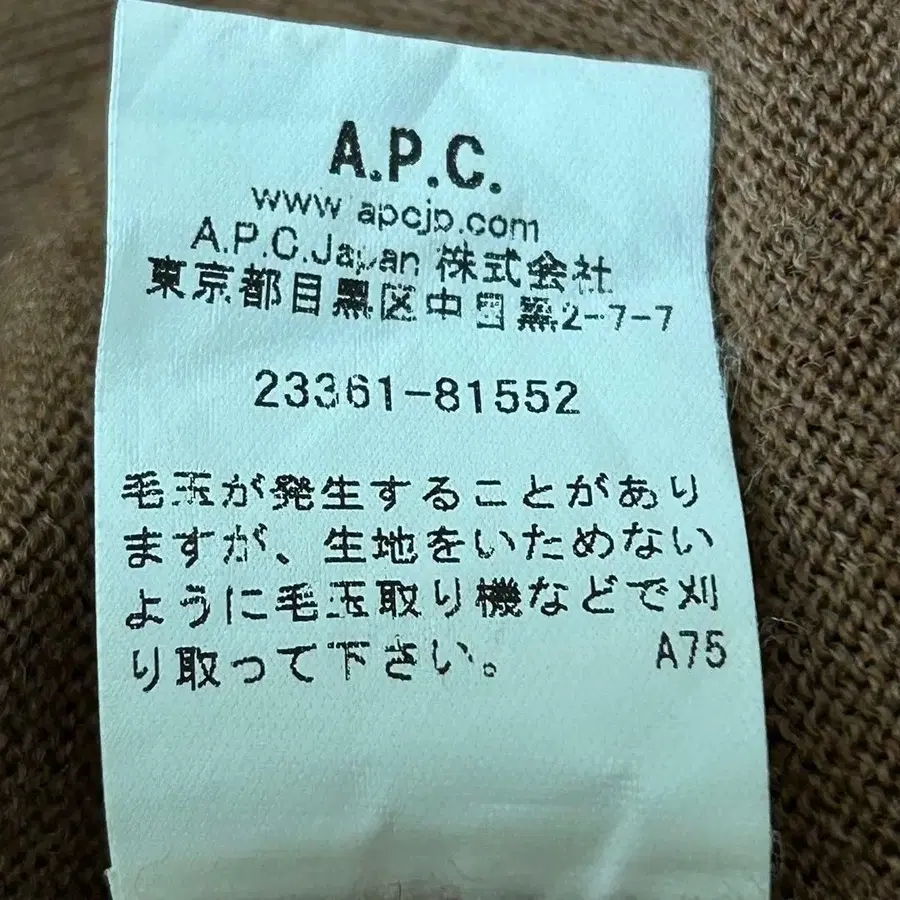 A.P.C.
www.apcjp.com
A.P.C.Japan 株式会社
東京都目黒区中目黒2-7-7
23361-81552
毛玉が発生することがあり
ますが、生地をいためない
ように毛玉取り機などで刈
り取って下さい。 A75